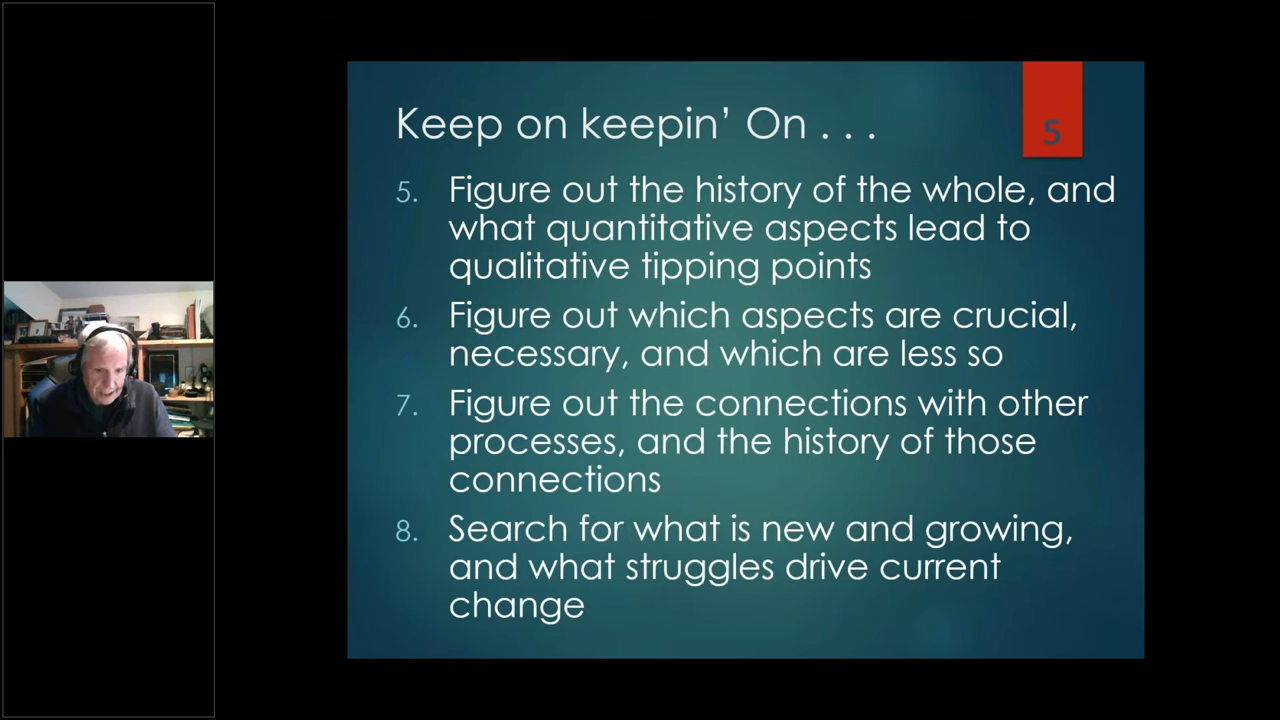 Keep on keepin’ On . . .
5
5. Figure out the history of the whole, and
what quantitative aspects lead to
qualitative tipping points
6. Figure out which aspects are crucial,
necessary, and which are less so
7. Figure out the connections with other
processes, and the history of those
connections
8. Search for what is new and growing,
and what struggles drive current
change